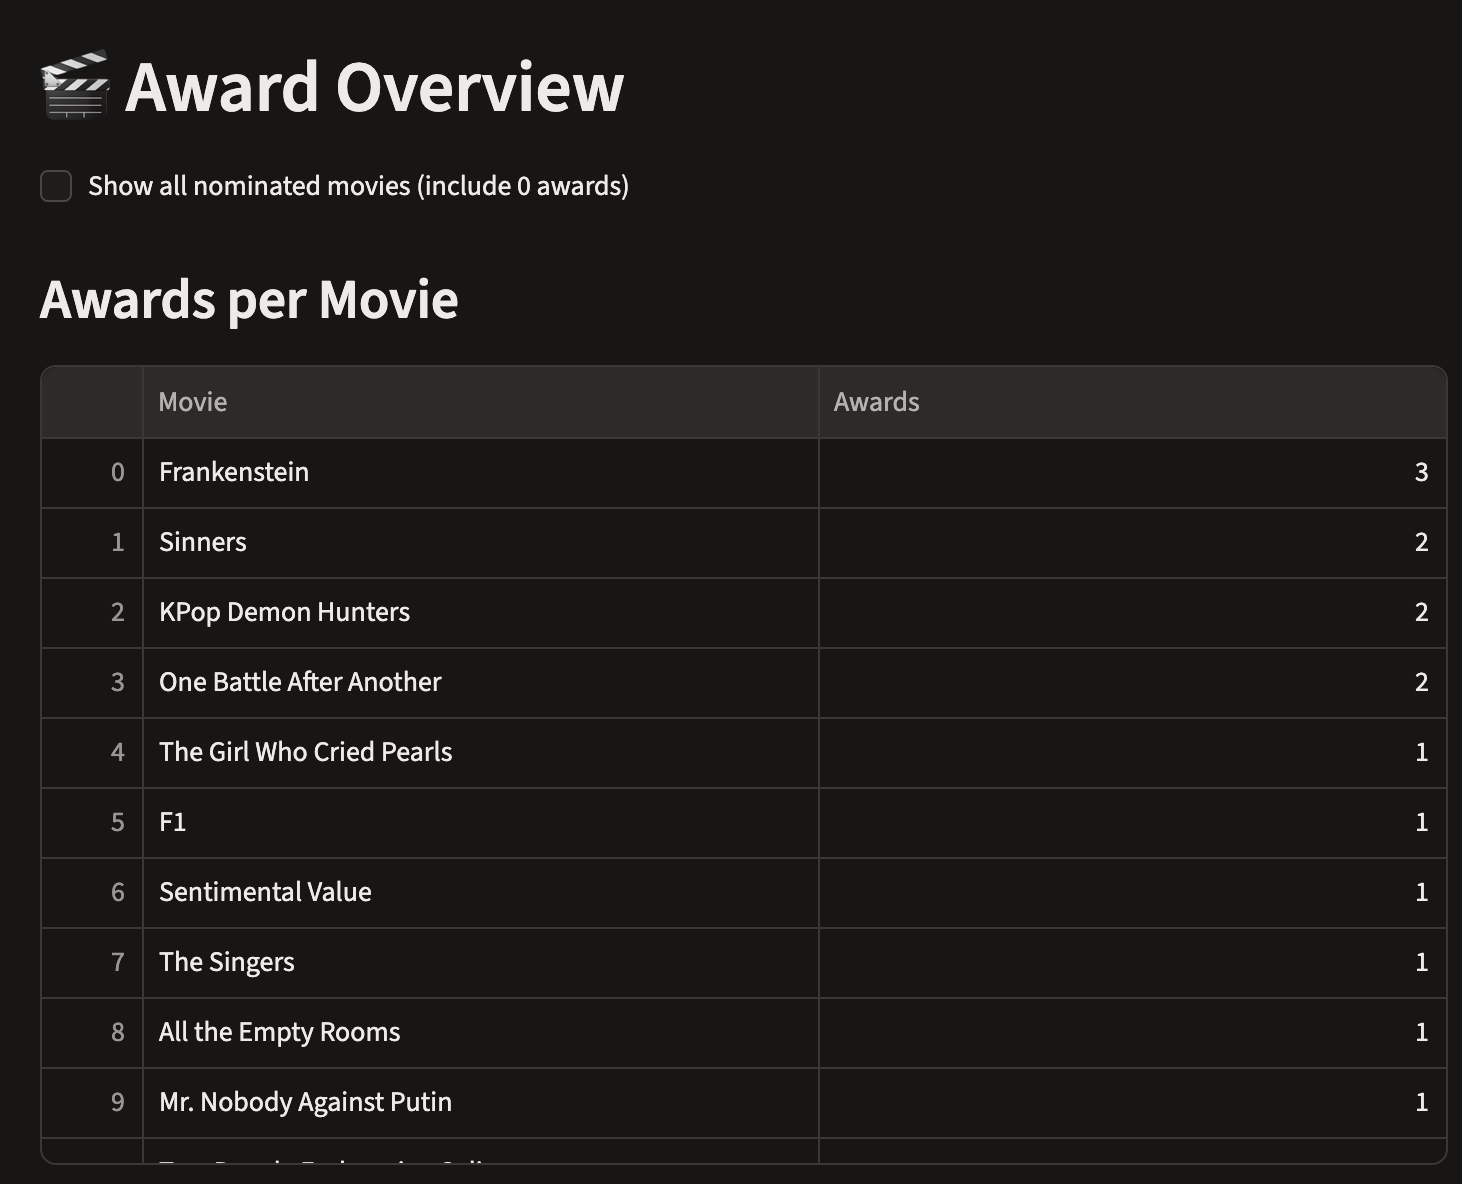 Award Overview
Show all nominated movies (include 0 awards)
Awards per Movie
Movie Awards
0 Frankenstein 3
1 Sinners 2
2 KPop Demon Hunters 2
3 One Battle After Another 2
4 The Girl Who Cried Pearls 1
5 F1 1
6 Sentimental Value 1
7 The Singers 1
8 All the Empty Rooms 1
9 Mr. Nobody Against Putin 1